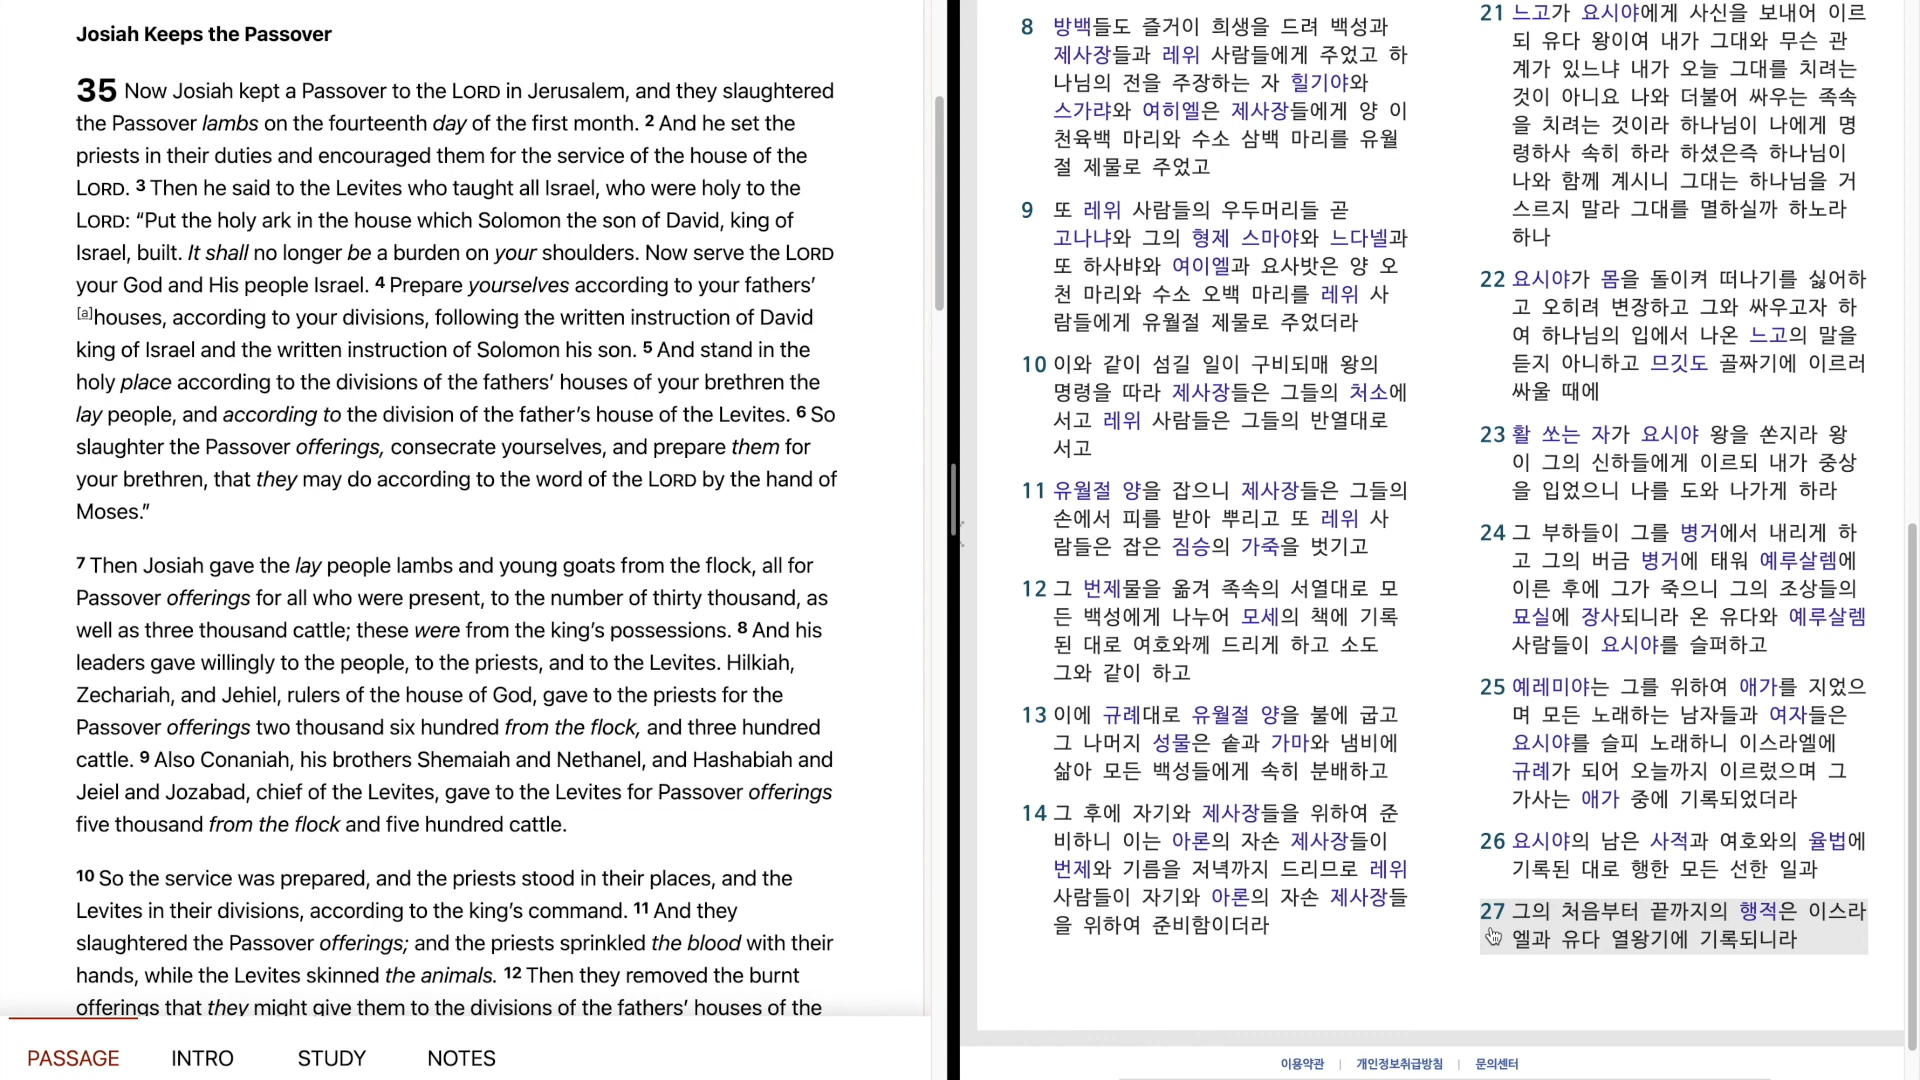 Josiah Keeps the Passover
35 Now Josiah kept a Passover to the LORD in Jerusalem, and they slaughtered
the Passover lambs on the fourteenth day of the first month. 2 And he set the
priests in their duties and encouraged them for the service of the house of the
LORD. 3 Then he said to the Levites who taught all Israel, who were holy to the
LORD: “Put the holy ark in the house which Solomon the son of David, king of
Israel, built. It shall no longer be a burden on your shoulders. Now serve the LORD
your God and His people Israel. 4 Prepare yourselves according to your fathers’
[a]houses, according to your divisions, following the written instruction of David
king of Israel and the written instruction of Solomon his son. 5 And stand in the
holy place according to the divisions of the fathers’ houses of your brethren the
lay people, and according to the division of the father’s house of the Levites. 6 So
slaughter the Passover offerings, consecrate yourselves, and prepare them for
your brethren, that they may do according to the word of the LORD by the hand of
Moses.”
7 Then Josiah gave the lay people lambs and young goats from the flock, all for
Passover offerings for all who were present, to the number of thirty thousand, as
well as three thousand cattle; these were from the king’s possessions. 8 And his
leaders gave willingly to the people, to the priests, and to the Levites. Hilkiah,
Zechariah, and Jehiel, rulers of the house of God, gave to the priests for the
Passover offerings two thousand six hundred from the flock, and three hundred
cattle. 9 Also Conaniah, his brothers Shemaiah and Nethanel, and Hashabiah and
Jeiel and Jozabad, chief of the Levites, gave to the Levites for Passover offerings
five thousand from the flock and five hundred cattle.
10 So the service was prepared, and the priests stood in their places, and the
Levites in their divisions, according to the king’s command. 11 And they
slaughtered the Passover offerings; and the priests sprinkled the blood with their
hands, while the Levites skinned the animals. 12 Then they removed the burnt
offerings that they might give them to the divisions of the fathers’ houses of the
PASSAGE INTRO STUDY NOTES
8 방백들도 즐거이 희생을 드려 백성과
제사장들과 레위 사람들에게 주었고 하
나님의 전을 주장하는 자 힐기야와
스가랴와 여히엘은 제사장들에게 양 이
천육백 마리와 수소 삼백 마리를 유월
절 제물로 주었고
9 또 레위 사람들의 우두머리들 곧
고나냐와 그의 형제 스마야와 느다넬과
또 하사뱌와 여이엘과 요사밧은 양 오
천 마리와 수소 오백 마리를 레위 사
람들에게 유월절 제물로 주었더라
10 이와 같이 섬길 일이 구비되매 왕의
명령을 따라 제사장들은 그들의 처소에
서고 레위 사람들은 그들의 반열대로
서고
11 유월절 양을 잡으니 제사장들은 그들의
손에서 피를 받아 뿌리고 또 레위 사
람들은 잡은 짐승의 가죽을 벗기고
12 그 번제물을 옮겨 족속의 서열대로 모
든 백성에게 나누어 모세의 책에 기록
된 대로 여호와께 드리게 하고 소도
그와 같이 하고
13 이에 규례대로 유월절 양을 불에 굽고
그 나머지 성물은 솥과 가마와 냄비에
삶아 모든 백성들에게 속히 분배하고
14 그 후에 자기와 제사장들을 위하여 준
비하니 이는 아론의 자손 제사장들이
번제와 기름을 저녁까지 드리므로 레위
사람들이 자기와 아론의 자손 제사장들
을 위하여 준비함이더라
21 느고가 요시야에게 사신을 보내어 이르
되 유다 왕이여 내가 그대와 무슨 관
계가 있느냐 내가 오늘 그대를 치려는
것이 아니요 나와 더불어 싸우는 족속
을 치려는 것이라 하나님이 나에게 명
령하사 속히 하라 하셨은즉 하나님이
나와 함께 계시니 그대는 하나님을 거
스르지 말라 그대를 멸하실까 하노라
하나
22 요시야가 몸을 돌이켜 떠나기를 싫어하
고 오히려 변장하고 그와 싸우고자 하
여 하나님의 입에서 나온 느고의 말을
듣지 아니하고 므깃도 골짜기에 이르러
싸울 때에
23 활 쏘는 자가 요시야 왕을 쏜지라 왕
이 그의 신하들에게 이르되 내가 중상
을 입었으니 나를 도와 나가게 하라
24 그 부하들이 그를 병거에서 내리게 하
고 그의 버금 병거에 태워 예루살렘에
이른 후에 그가 죽으니 그의 조상들의
묘실에 장사되니라 온 유다와 예루살렘
사람들이 요시야를 슬퍼하고
25 예레미야는 그를 위하여 애가를 지었으
며 모든 노래하는 남자들과 여자들은
요시야를 슬피 노래하니 이스라엘에
규례가 되어 오늘까지 이르렀으며 그
가사는 애가 중에 기록되었더라
26 요시야의 남은 사적과 여호와의 율법에
기록된 대로 행한 모든 선한 일과
27 그의 처음부터 끝까지의 행적은 이스라
엘과 유다 열왕기에 기록되니라
이용약관 | 개인정보취급방침 | 문의센터